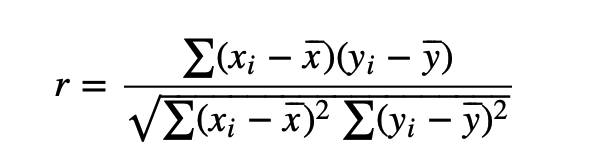 r = ∑(xᵢ − x̅)(yᵢ − y̅) / √∑(xᵢ − x̅)² ∑(yᵢ − y̅)²